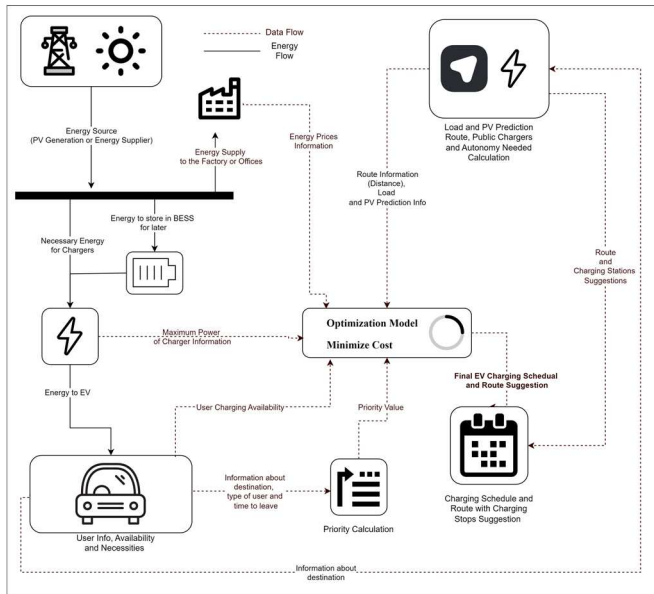 Data Flow
Energy
Flow
Energy Source
(PV Generation or Energy Supplier)
Energy Supply
to the Factory or Offices
Energy Prices
Information
Load and PV Prediction
Route, Public Chargers
and Autonomy Needed
Calculation
Route Information
(Distance),
Load
and PV Prediction Info
Energy to store in BESS
for later
Necessary Energy
for Chargers
Route
and
Charging Stations
Suggestions
Maximum Power
of Charger Information
Optimization Model
Minimize Cost
Final EV Charging Schedual
and Route Suggestion
Energy to EV
User Charging Availability
Priority Value
Information about
destination,
type of user and
time to leave
Priority Calculation
Charging Schedule and
Route with Charging
Stops Suggestion
User Info, Availability
and Necessities
Information about
destination